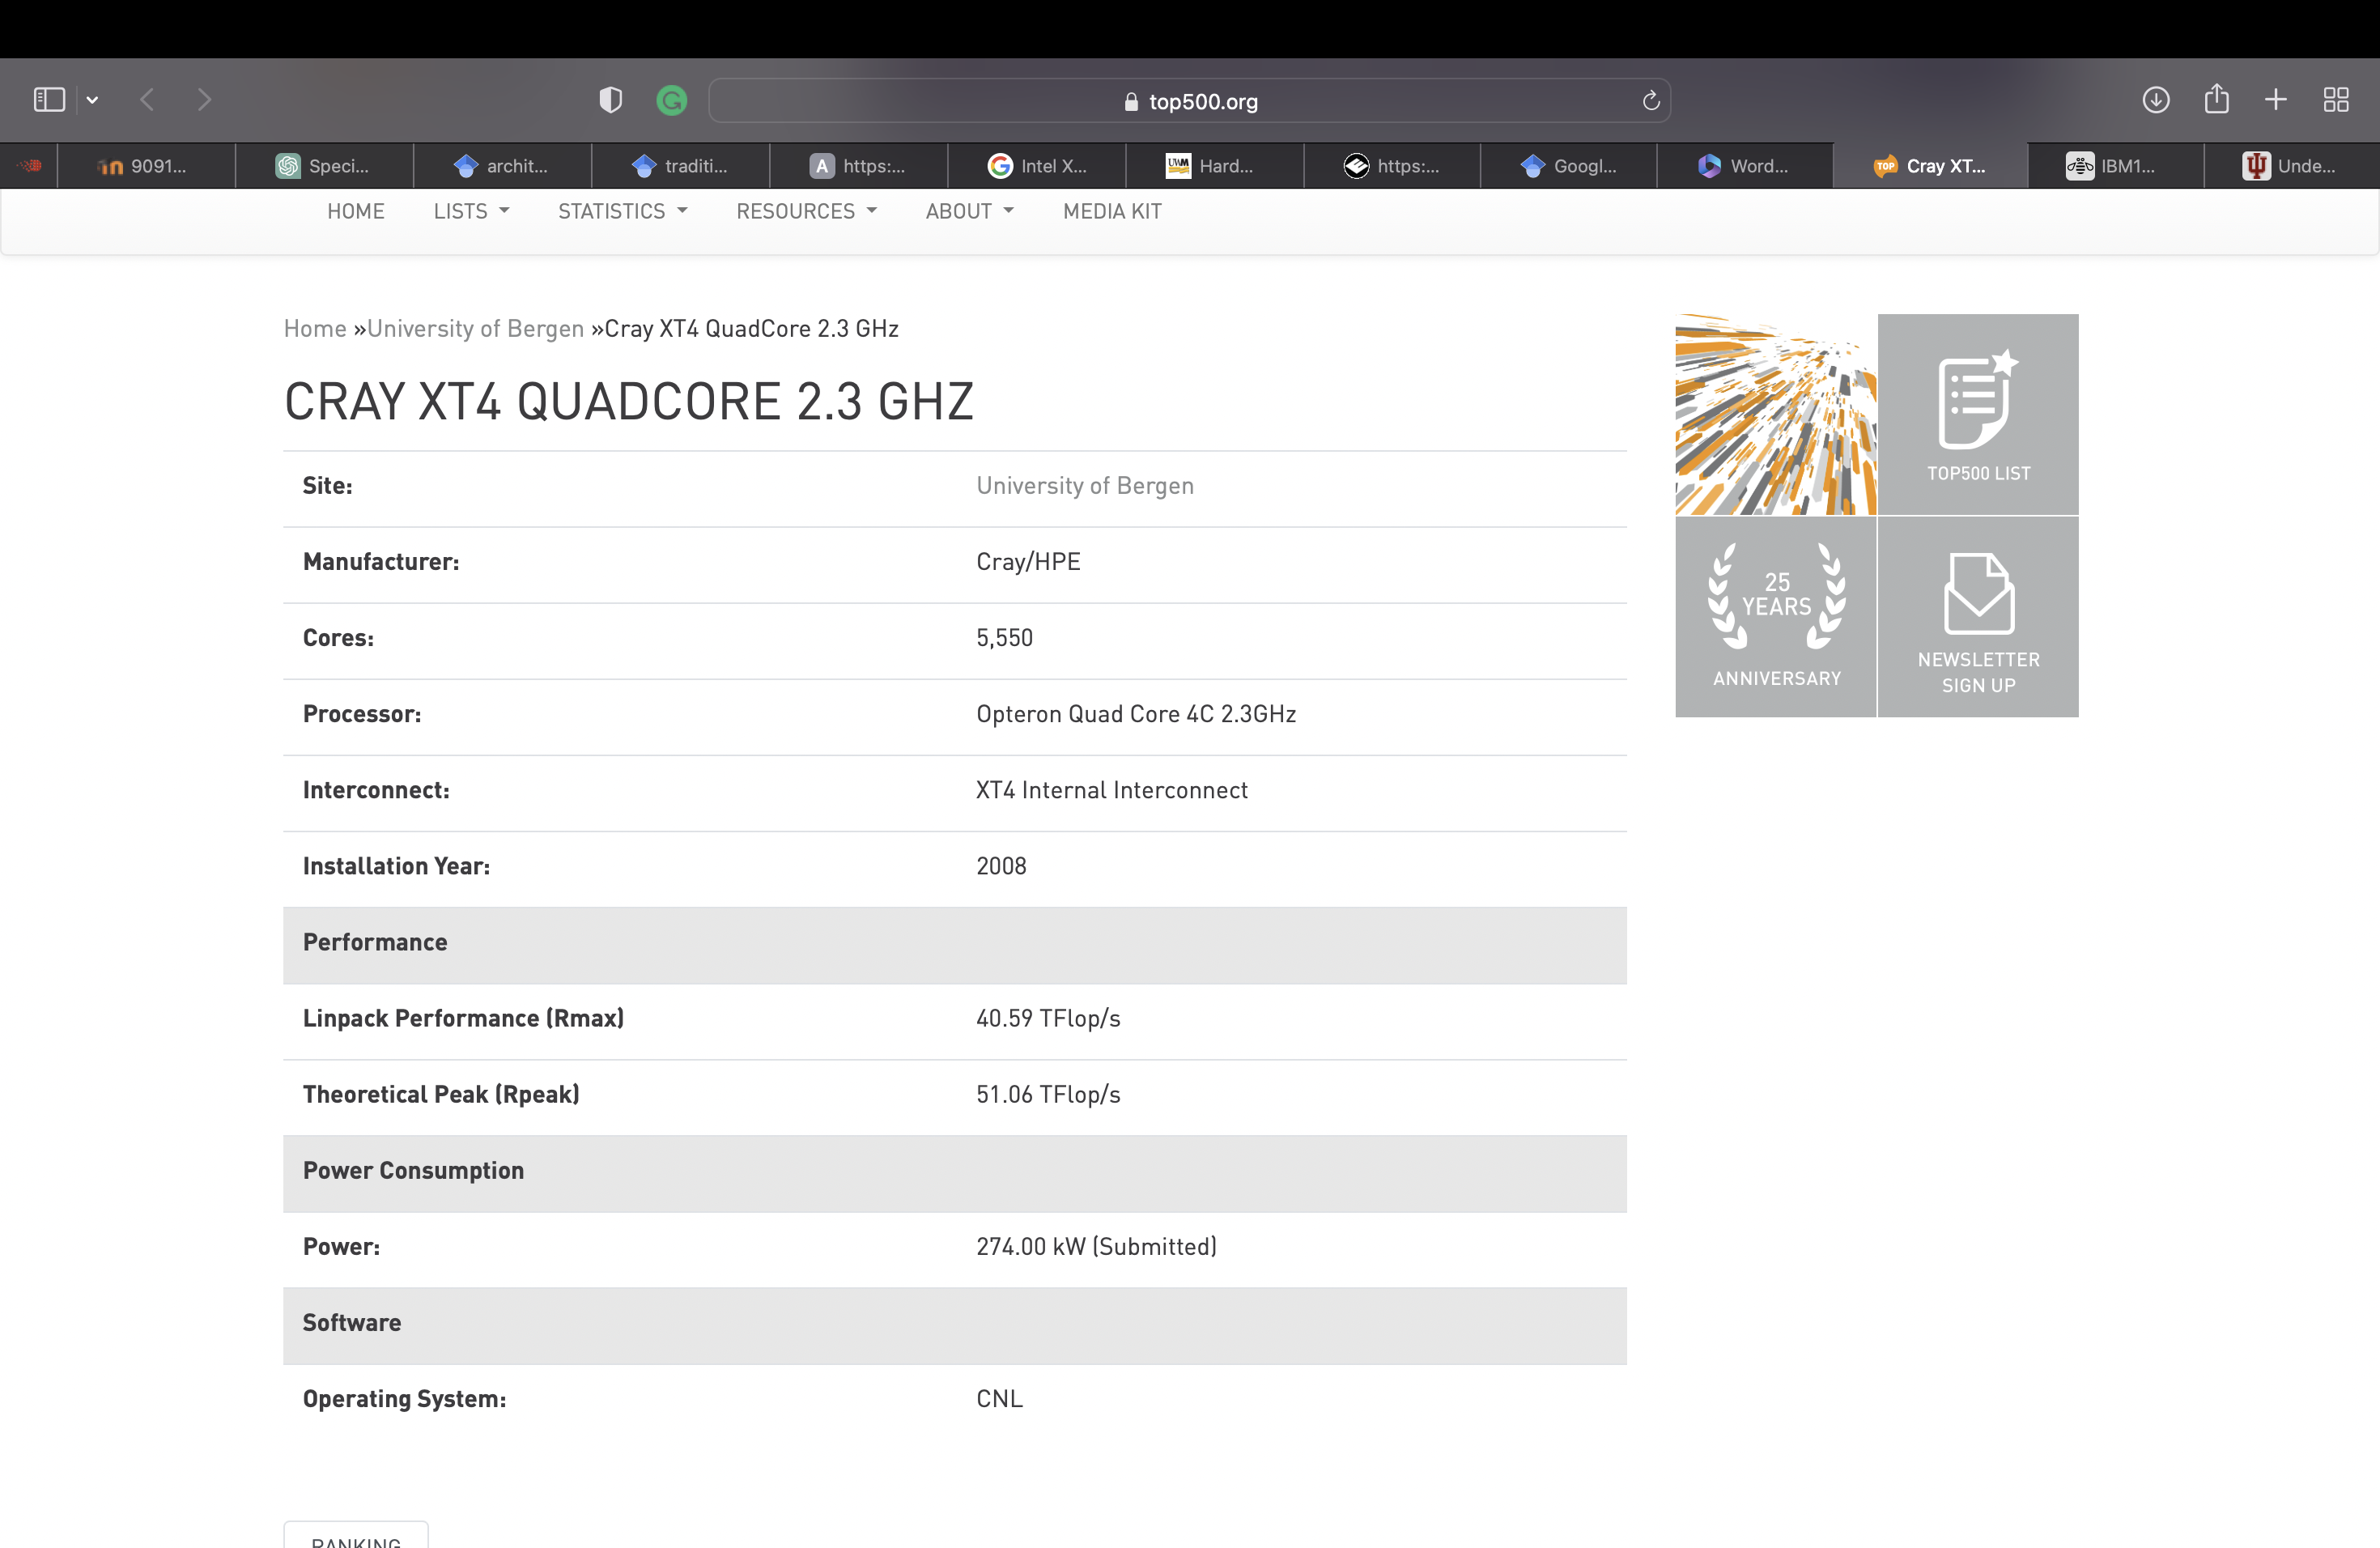 top500.org
9091...
Speci...
archit...
traditi...
A
https:...
Intel X...
UWM
Hard...
https:...
Googl...
Word...
TOP
Cray XT...
IBM1...
Unde...
HOME LISTS STATISTICS RESOURCES ABOUT MEDIA KIT
Home »University of Bergen »Cray XT4 QuadCore 2.3 GHz
CRAY XT4 QUADCORE 2.3 GHZ
Site: University of Bergen
Manufacturer: Cray/HPE
Cores: 5,550
Processor: Opteron Quad Core 4C 2.3GHz
Interconnect: XT4 Internal Interconnect
Installation Year: 2008
Performance
Linpack Performance (Rmax) 40.59 TFlop/s
Theoretical Peak (Rpeak) 51.06 TFlop/s
Power Consumption
Power: 274.00 kW (Submitted)
Software
Operating System: CNL
RANKING
TOP500 LIST
25
YEARS
ANNIVERSARY
NEWSLETTER
SIGN UP